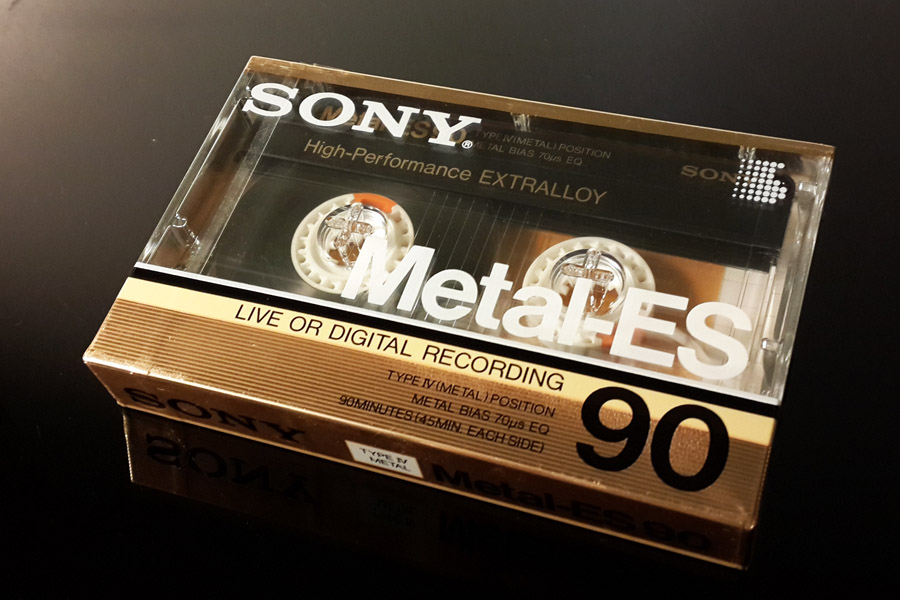 SONY®
TYPE IV (METAL) POSITION
METAL BIAS 70µs EQ
High-Performance EXTRALLOY
SONY
Metal-ES
LIVE OR DIGITAL RECORDING
TYPE IV (METAL) POSITION
METAL BIAS 70µs EQ
90MINUTES (45MIN. EACH SIDE)
90
SONY
TYPE IV
METAL
Metal-ES 90